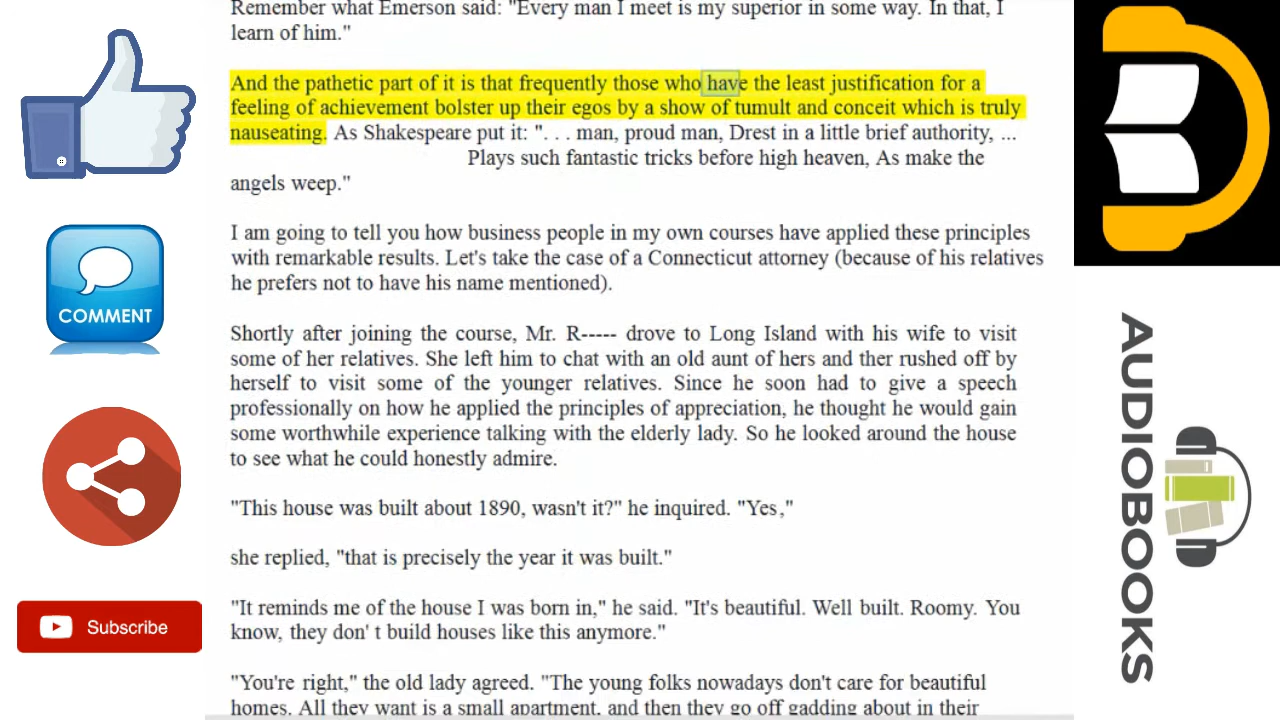 Remember what Emerson said: "Every man I meet is my superior in some way. In that, I
learn of him."
And the pathetic part of it is that frequently those who have the least justification for a
feeling of achievement bolster up their egos by a show of tumult and conceit which is truly
nauseating. As Shakespeare put it: ". . . man, proud man, Drest in a little brief authority, ...
Plays such fantastic tricks before high heaven, As make the
angels weep."
I am going to tell you how business people in my own courses have applied these principles
with remarkable results. Let's take the case of a Connecticut attorney (because of his relatives
he prefers not to have his name mentioned).
Shortly after joining the course, Mr. R----- drove to Long Island with his wife to visit
some of her relatives. She left him to chat with an old aunt of hers and ther rushed off by
herself to visit some of the younger relatives. Since he soon had to give a speech
professionally on how he applied the principles of appreciation, he thought he would gain
some worthwhile experience talking with the elderly lady. So he looked around the house
to see what he could honestly admire.
"This house was built about 1890, wasn't it?" he inquired. "Yes,"
she replied, "that is precisely the year it was built."
"It reminds me of the house I was born in," he said. "It's beautiful. Well built. Roomy. You
know, they don' t build houses like this anymore."
"You're right," the old lady agreed. "The young folks nowadays don't care for beautiful
homes. All they want is a small apartment, and then they go off gadding about in their
COMMENT
Subscribe
AUDIOBOOKS